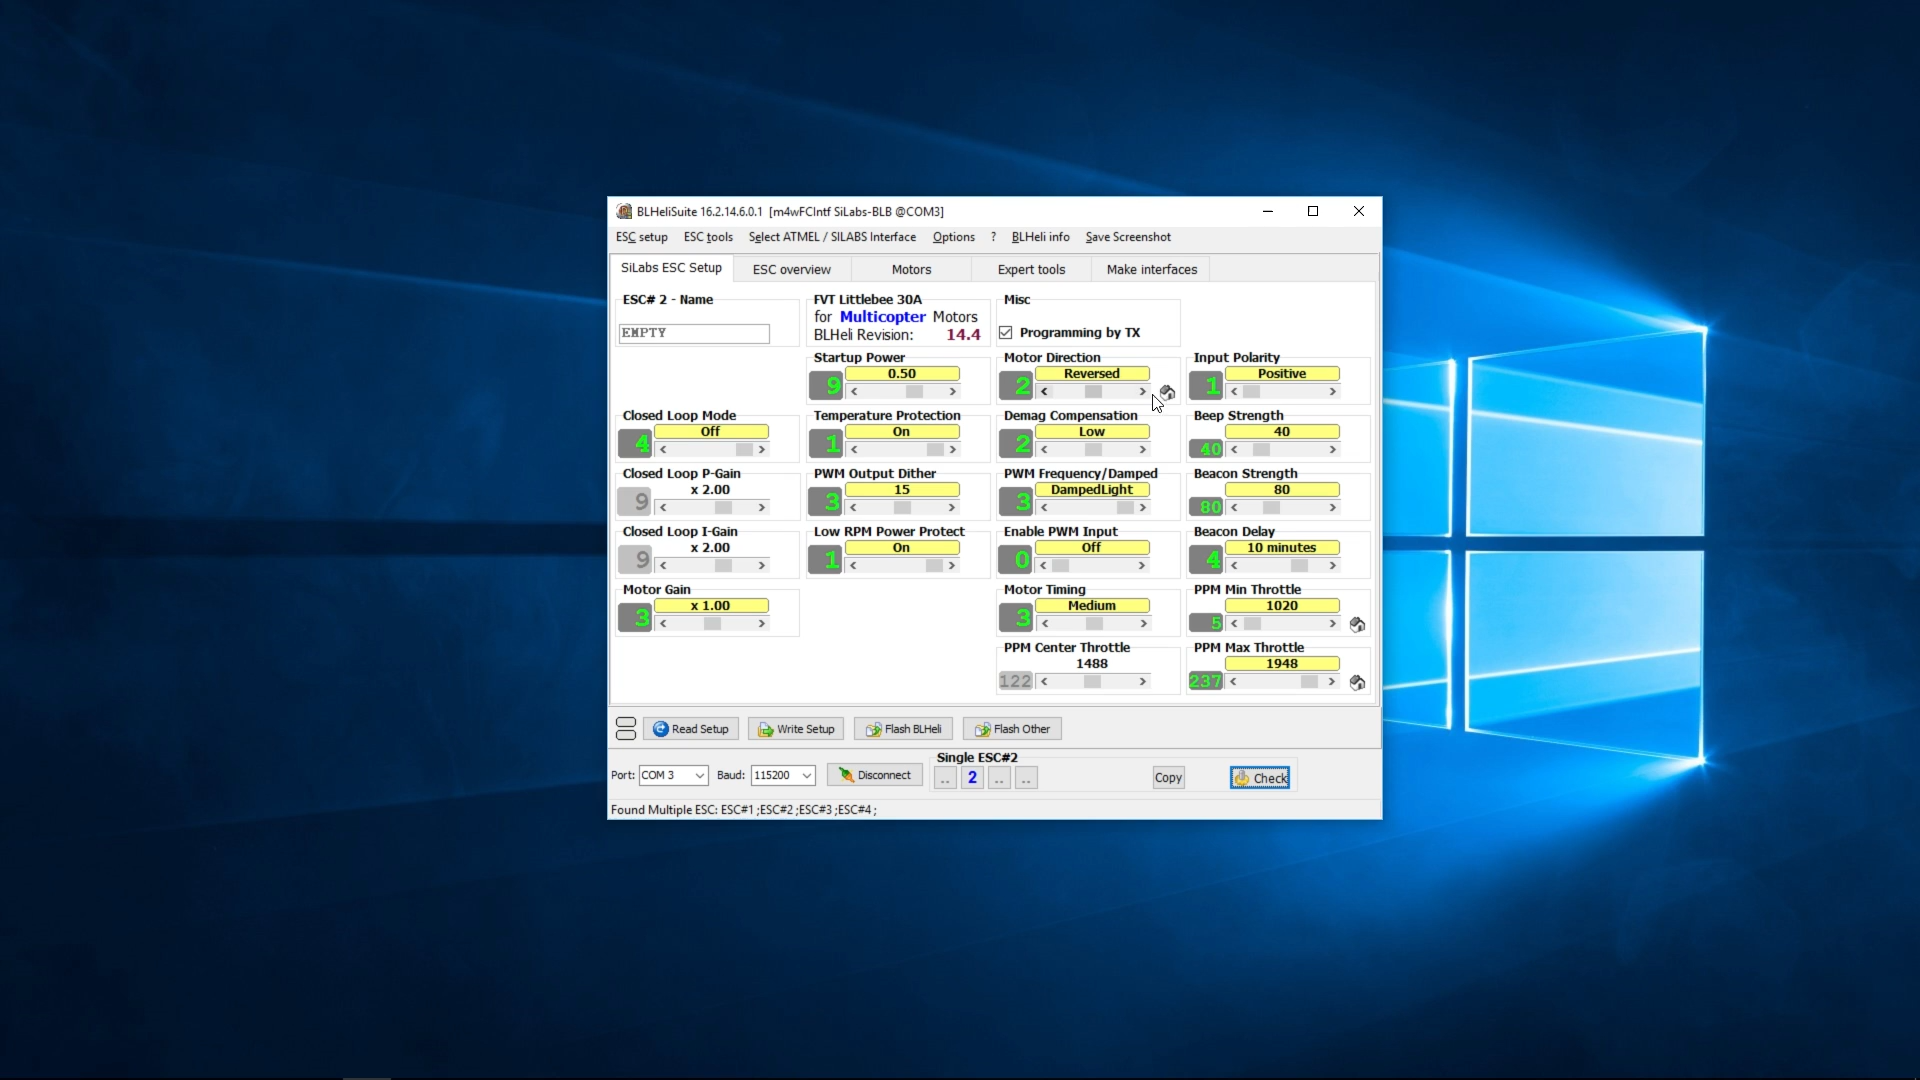 BLHeliSuite 16.2.14.6.0.1 [m4wFCIntf SiLabs-BLB @COM3]
ESC setup ESC tools Select ATMEL / SILABS Interface Options ? BLHeli info Save Screenshot
SiLabs ESC Setup ESC overview Motors Expert tools Make interfaces
ESC# 2 - Name
EMPTY
FVT Littlebee 30A
for Multicopter Motors
BLHeli Revision: 14.4
Misc
Programming by TX
Startup Power
0.50
9
Motor Direction
Reversed
2
Input Polarity
Positive
1
Closed Loop Mode
Off
4
Temperature Protection
On
1
Demag Compensation
Low
2
Beep Strength
40
40
Closed Loop P-Gain
x 2.00
9
PWM Output Dither
15
3
PWM Frequency/Damped
DampedLight
3
Beacon Strength
80
80
Closed Loop I-Gain
x 2.00
9
Low RPM Power Protect
On
1
Enable PWM Input
Off
0
Beacon Delay
10 minutes
4
Motor Gain
x 1.00
3
Motor Timing
Medium
3
PPM Min Throttle
1020
5
PPM Center Throttle
1488
122
PPM Max Throttle
1948
237
Read Setup Write Setup Flash BLHeli Flash Other
Single ESC#2
Port: COM 3 Baud: 115200 Disconnect .. 2 .. .. Copy Check
Found Multiple ESC: ESC#1 ;ESC#2 ;ESC#3 ;ESC#4 ;